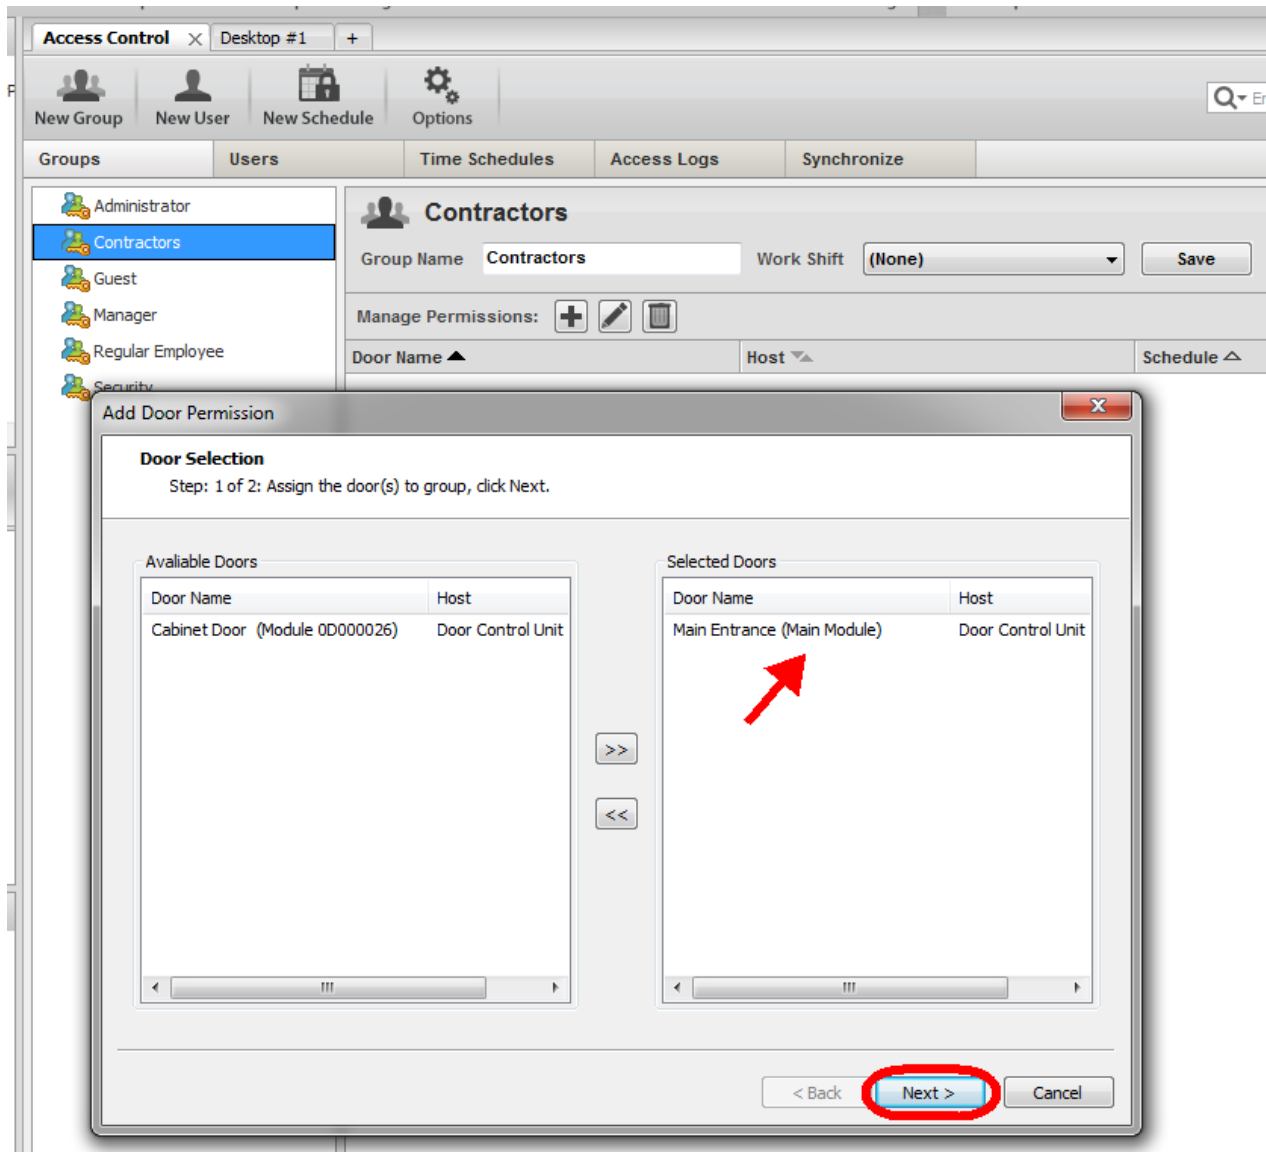 Access Control
Desktop #1
+
New Group
New User
New Schedule
Options
Groups
Users
Time Schedules
Access Logs
Synchronize
Administrator
Contractors
Guest
Manager
Regular Employee
Security
Contractors
Group Name
Contractors
Work Shift
(None)
Save
Manage Permissions:
Door Name
Host
Schedule
Add Door Permission
Door Selection
Step: 1 of 2: Assign the door(s) to group, click Next.
Avaliable Doors
Door Name
Host
Cabinet Door (Module 0D000026)
Door Control Unit
>>
<<
Selected Doors
Door Name
Host
Main Entrance (Main Module)
Door Control Unit
< Back
Next >
Cancel